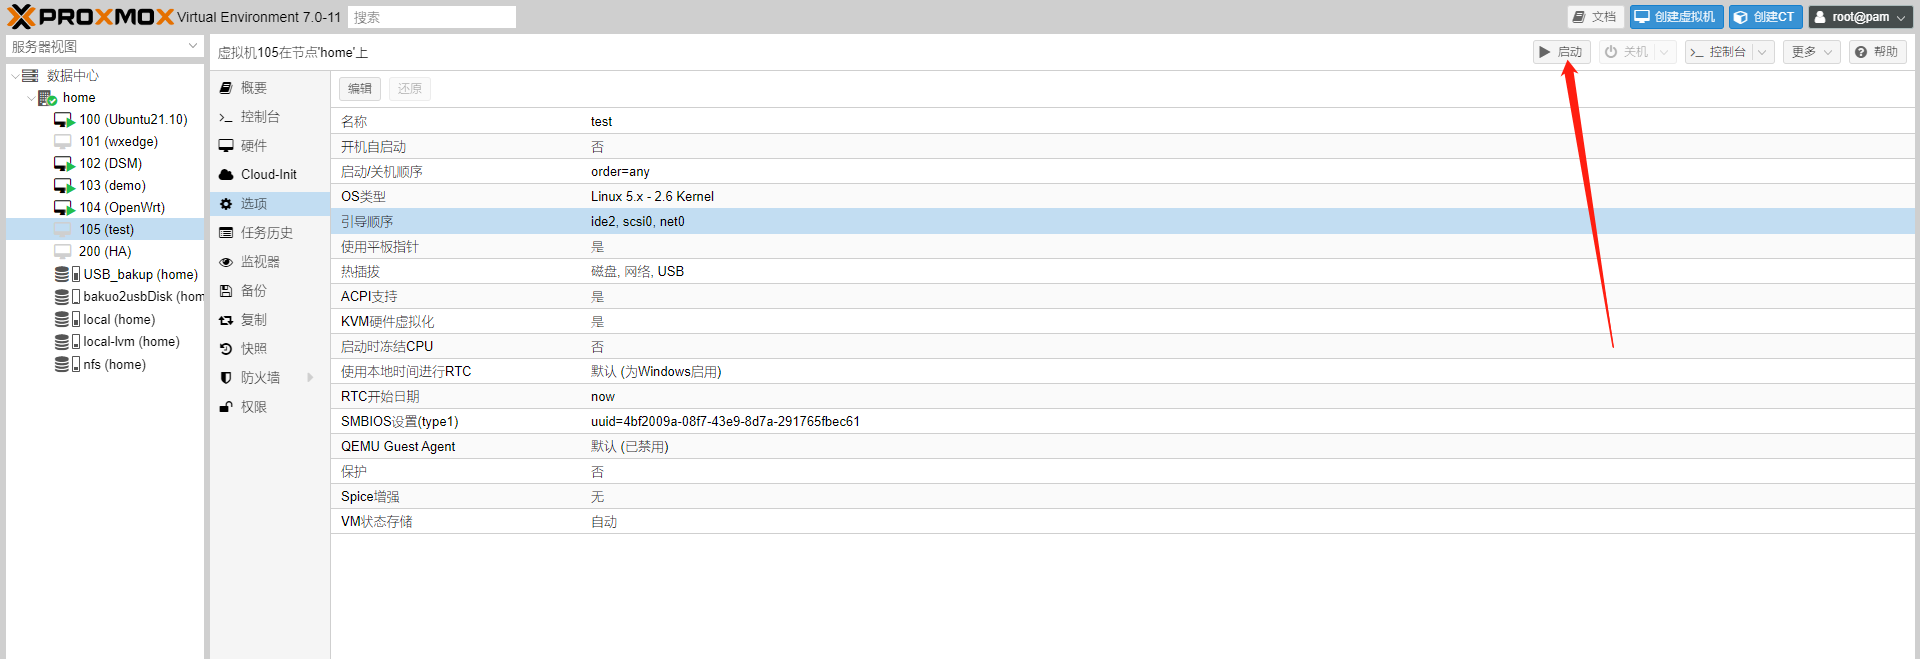 PROXMOX Virtual Environment 7.0-11 搜索 文档 创建虚拟机 创建CT root@pam
服务器视图
虚拟机105在节点'home'上 启动 关机 控制台 更多 帮助
数据中心
home
100 (Ubuntu21.10)
101 (wxedge)
102 (DSM)
103 (demo)
104 (OpenWrt)
105 (test)
200 (HA)
USB_bakup (home)
bakuo2usbDisk (hom
local (home)
local-lvm (home)
nfs (home)
概要
控制台
硬件
Cloud-Init
选项
任务历史
监视器
备份
复制
快照
防火墙
权限
编辑 还原
名称 test
开机自启动 否
启动/关机顺序 order=any
OS类型 Linux 5.x - 2.6 Kernel
引导顺序 ide2, scsi0, net0
使用平板指针 是
热插拔 磁盘, 网络, USB
ACPI支持 是
KVM硬件虚拟化 是
启动时冻结CPU 否
使用本地时间进行RTC 默认 (为Windows启用)
RTC开始日期 now
SMBIOS设置(type1) uuid=4bf2009a-08f7-43e9-8d7a-291765fbec61
QEMU Guest Agent 默认 (已禁用)
保护 否
Spice增强 无
VM状态存储 自动